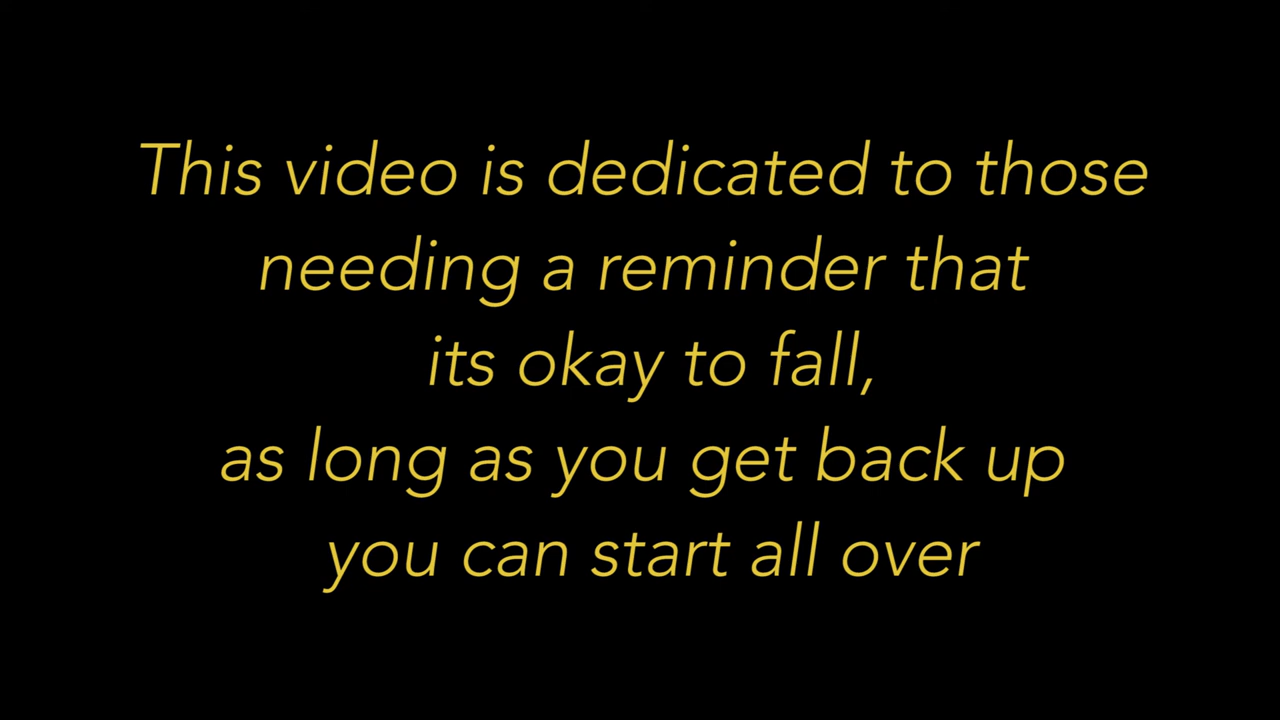 This video is dedicated to those
needing a reminder that
its okay to fall,
as long as you get back up
you can start all over